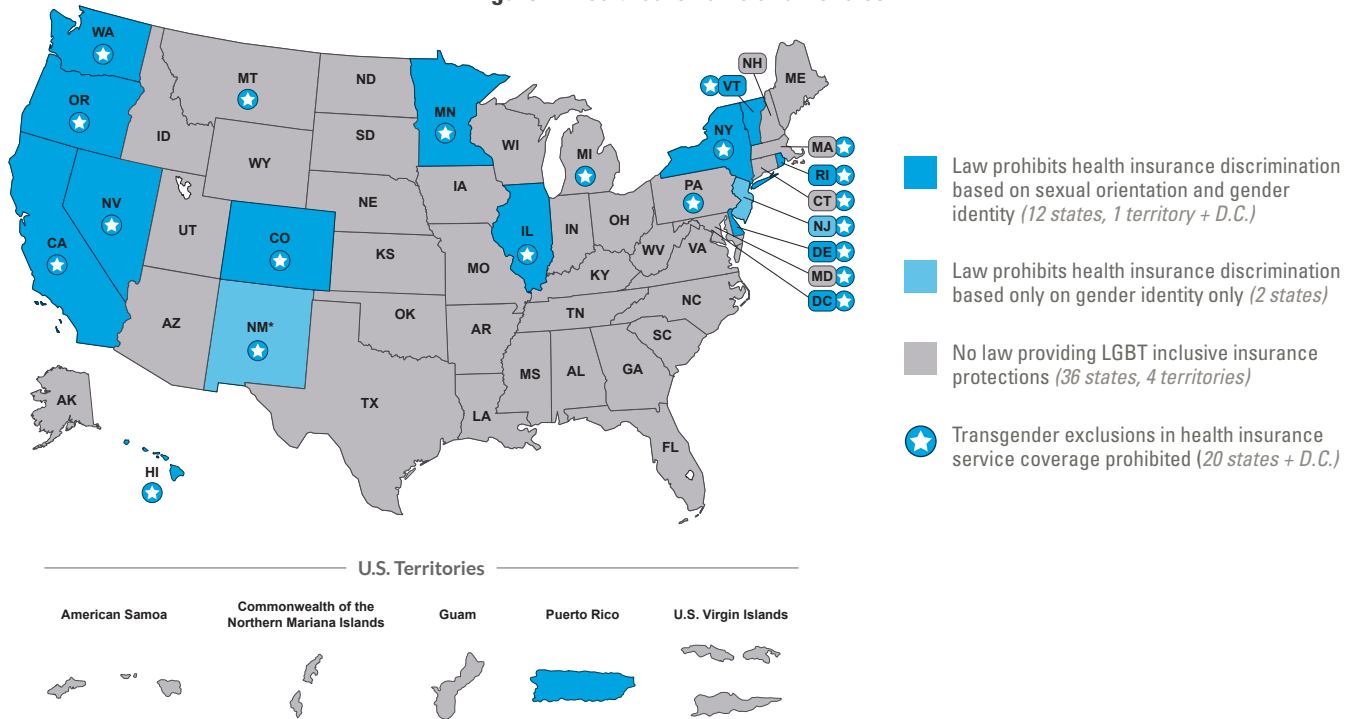 WA
MT
ND
MN
OR
ID
SD
WY
WI
MI
NH
ME
VT
NY
MA
RI
CT
NJ
DE
MD
DC
PA
IA
NE
NV
UT
CA
CO
KS
MO
IL
IN
OH
WV
VA
KY
NC
TN
SC
AZ
NM*
OK
AR
MS
AL
GA
TX
LA
FL
AK
HI
Law prohibits health insurance discrimination
based on sexual orientation and gender
identity (12 states, 1 territory + D.C.)
Law prohibits health insurance discrimination
based only on gender identity only (2 states)
No law providing LGBT inclusive insurance
protections (36 states, 4 territories)
Transgender exclusions in health insurance
service coverage prohibited (20 states + D.C.)
U.S. Territories
American Samoa
Commonwealth of the
Northern Mariana Islands
Guam
Puerto Rico
U.S. Virgin Islands